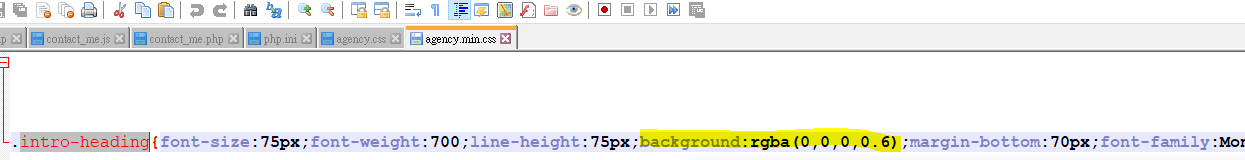 contact_me.js contact_me.php php.ini agency.css agency.min.css
.intro-heading{font-size:75px;font-weight:700;line-height:75px;background:rgba(0,0,0,0.6);margin-bottom:70px;font-family:Mon